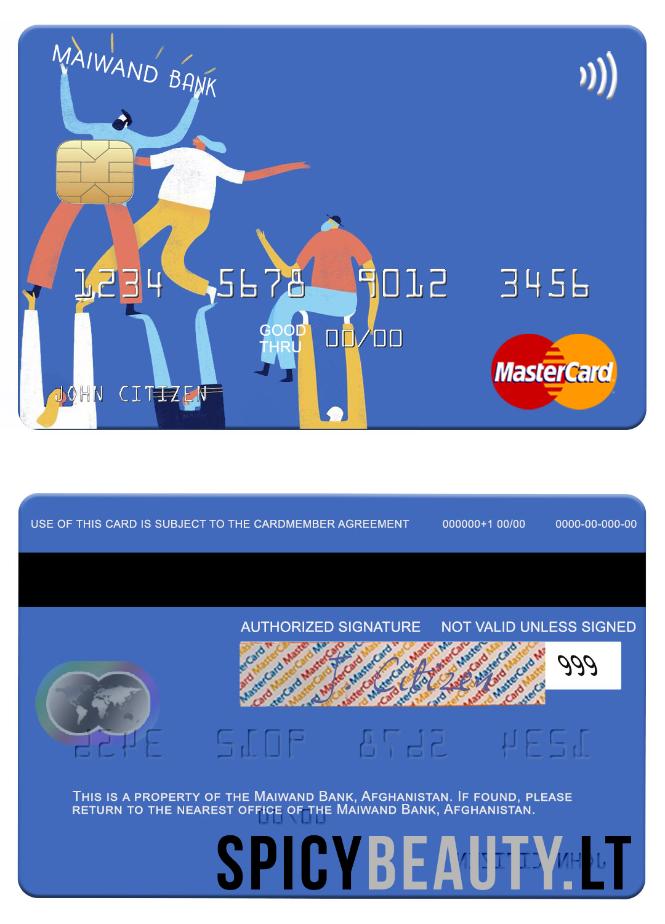 MAIWAND BANK
1234 5678 9012 3456
GOOD THRU 00/00
JOHN CITIZEN
MasterCard
USE OF THIS CARD IS SUBJECT TO THE CARDMEMBER AGREEMENT 000000+1 00/00 0000-00-000-00
AUTHORIZED SIGNATURE NOT VALID UNLESS SIGNED
J. Citizen 999
THIS IS A PROPERTY OF THE MAIWAND BANK, AFGHANISTAN. IF FOUND, PLEASE
RETURN TO THE NEAREST OFFICE OF THE MAIWAND BANK, AFGHANISTAN.
SPICYBEAUTY.LT